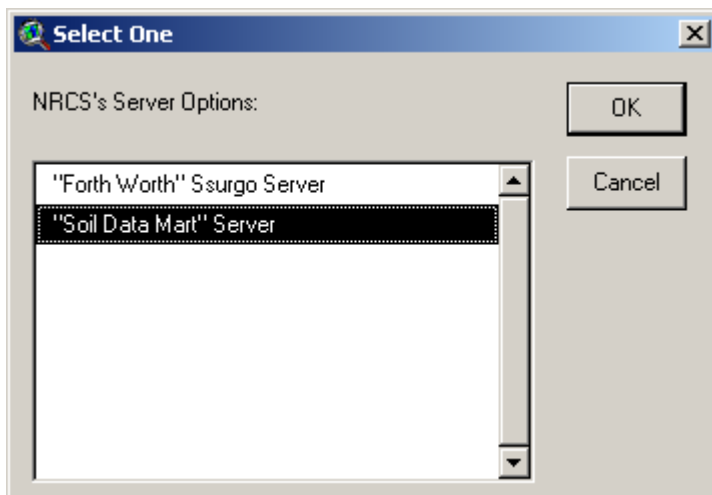 Select One
NRCS's Server Options:
OK
"Forth Worth" Ssurgo Server
Cancel
"Soil Data Mart" Server